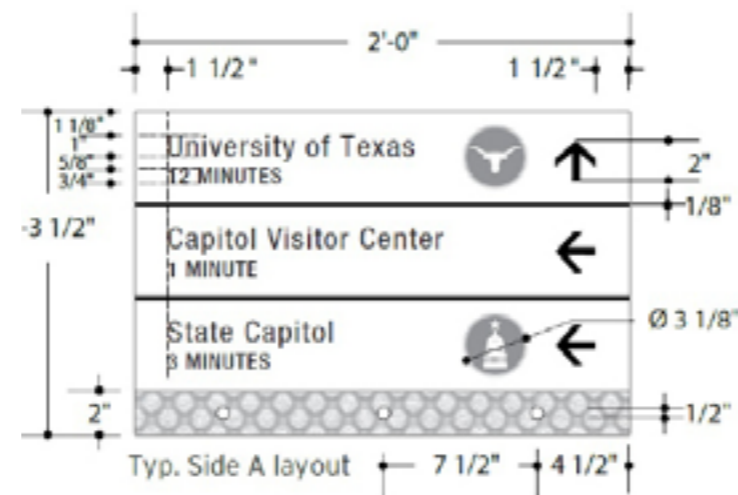 2'-0"
1 1/2" 1 1/2"
1 1/8"
1"
5/8"
3/4"
University of Texas
12 MINUTES
2"
1/8"
-3 1/2"
Capitol Visitor Center
1 MINUTE
State Capitol
3 MINUTES
Ø 3 1/8"
2"
1/2"
Typ. Side A layout 7 1/2" 4 1/2"